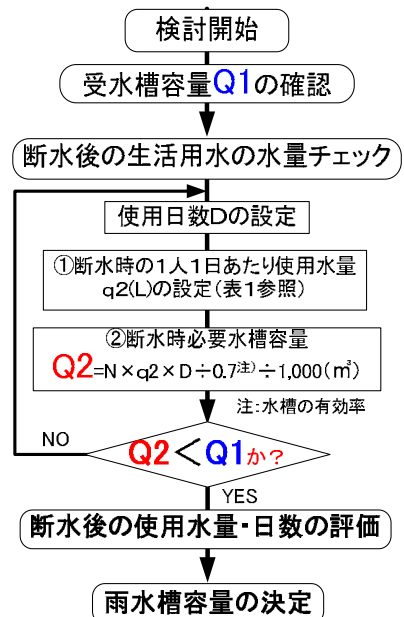 検討開始
受水槽容量Q1の確認
断水後の生活用水の水量チェック
使用日数Dの設定
①断水時の1人1日あたり使用水量
q2(L)の設定(表1参照)
②断水時必要水槽容量
Q2=N×q2×D÷0.7注)÷1,000(㎥)
注:水槽の有効率
NO
Q2<Q1か?
YES
断水後の使用水量・日数の評価
雨水槽容量の決定